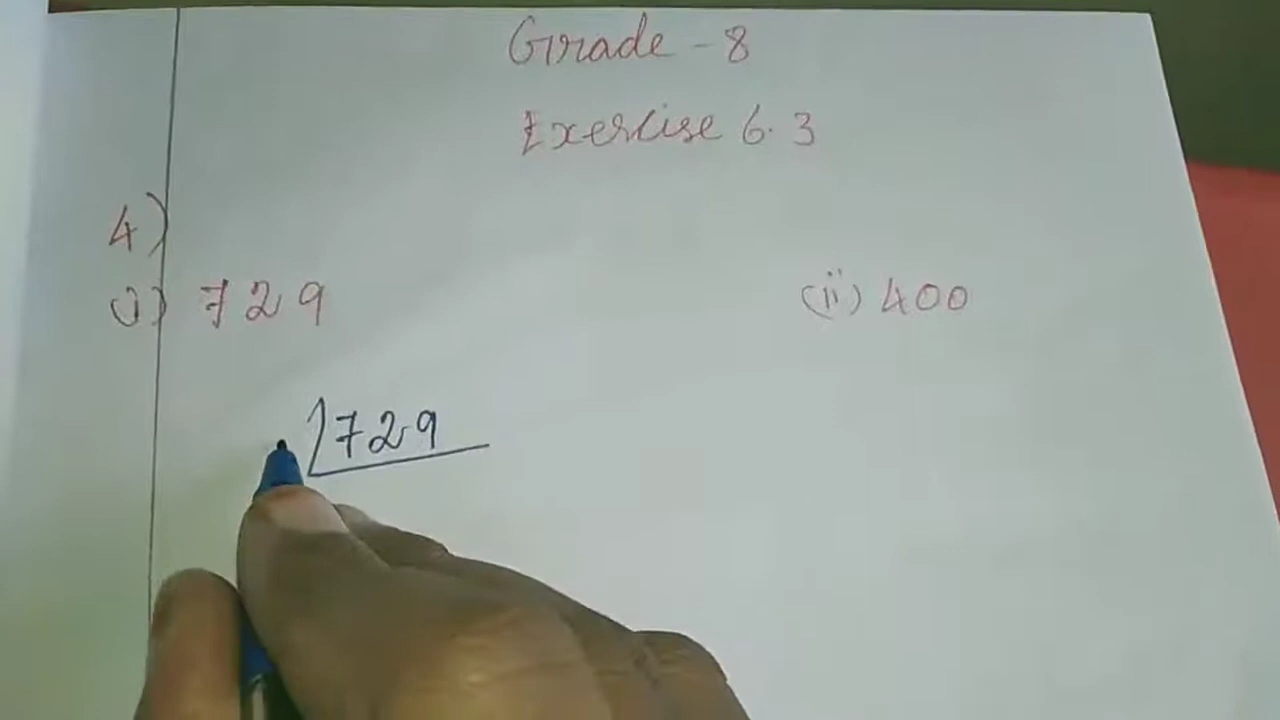 Grade - 8
Exercise 6.3
4)
i) 729
(ii) 400
729